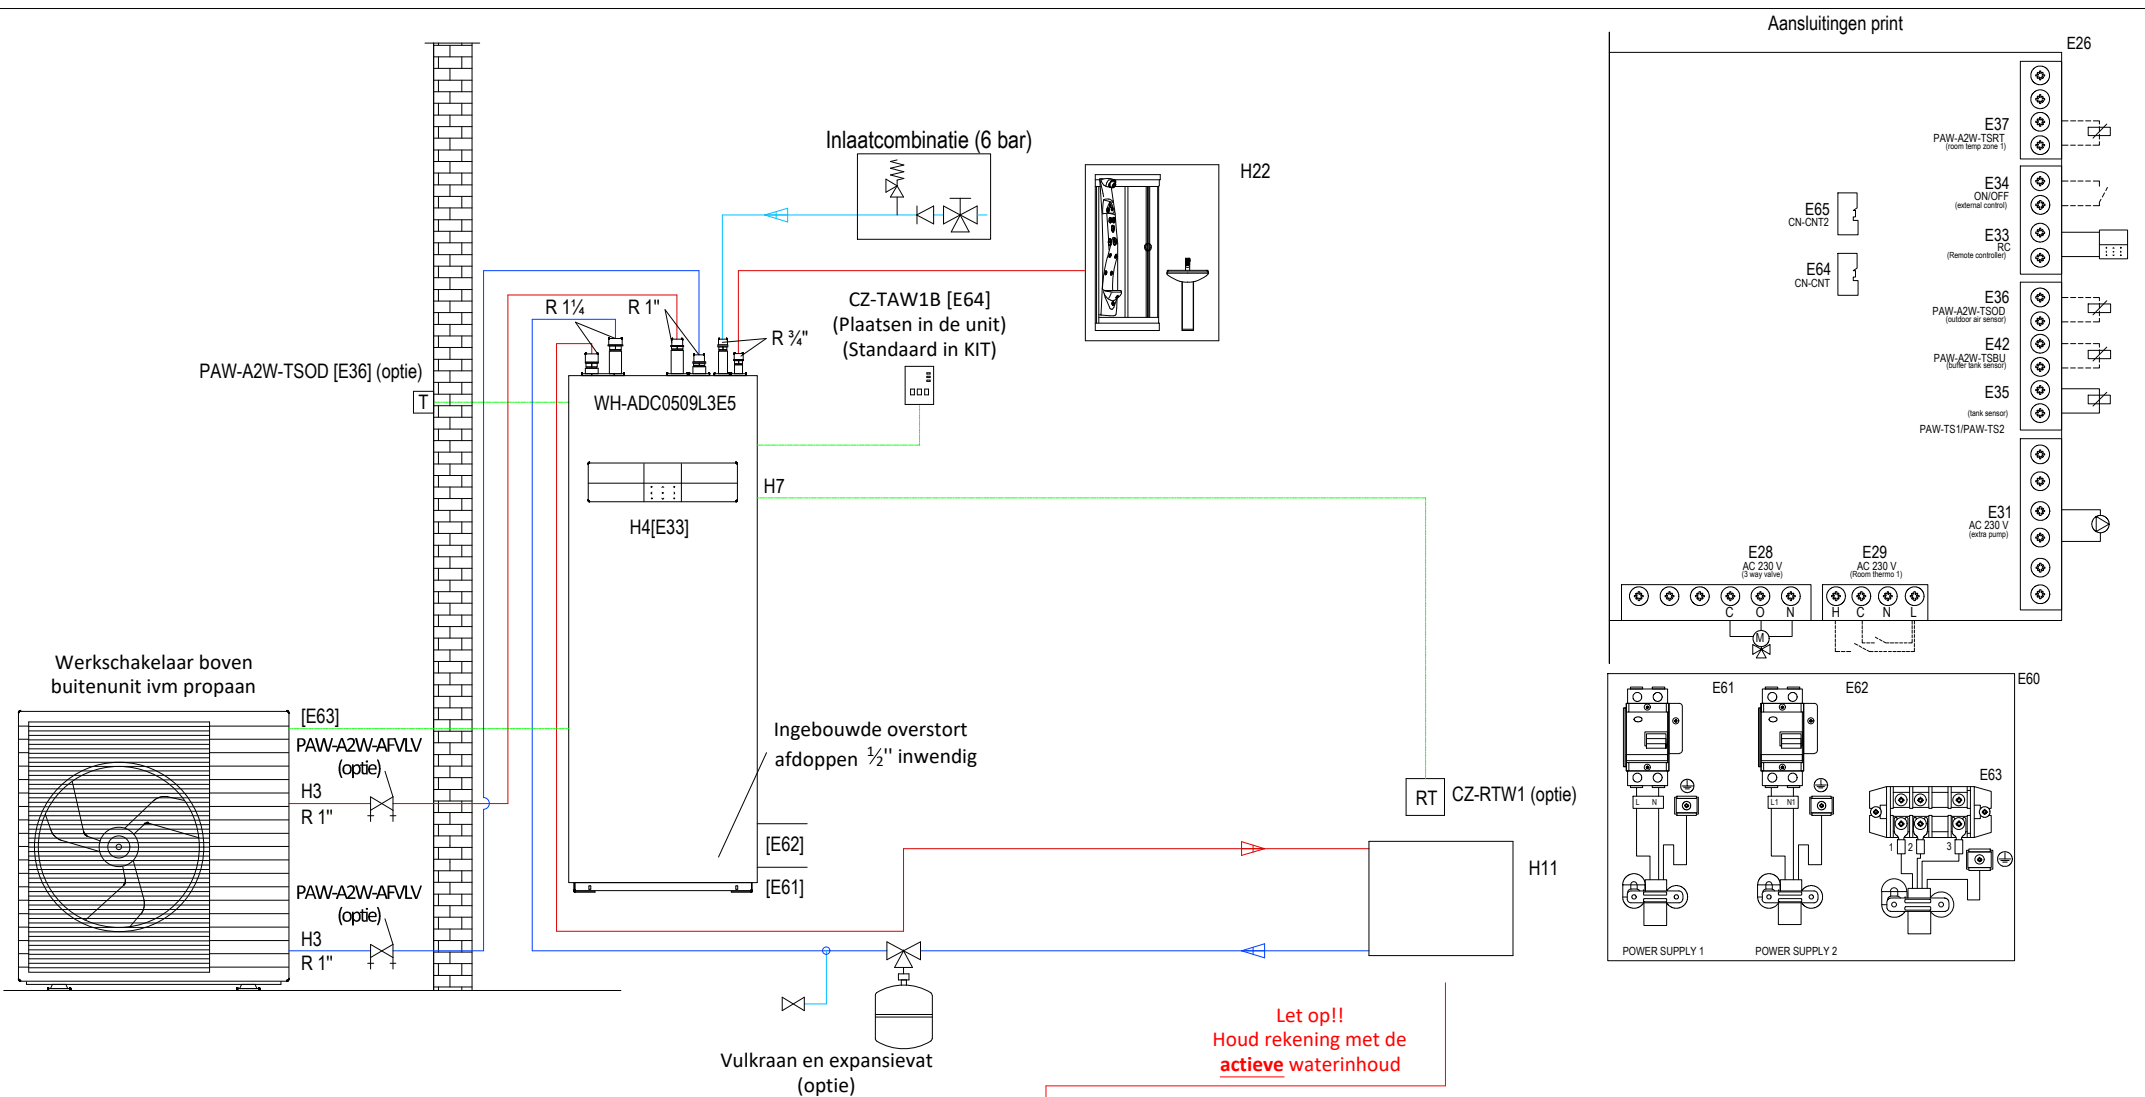 Aansluitingen print
E26
E37
PAW-A2W-TSRT
(room temp zone 1)
E34
ON/OFF
(external control)
E65
CN-CNT2
E33
RC
(Remote controller)
E64
CN-CNT
E36
PAW-A2W-TSOD
(outdoor air sensor)
E42
PAW-A2W-TSBU
(buffer tank sensor)
E35
(tank sensor)
PAW-TS1/PAW-TS2
E31
AC 230 V
(extra pump)
E28
AC 230 V
(3 way valve)
E29
AC 230 V
(Room thermo 1)
C O N
H C N L
M
Inlaatcombinatie (6 bar)
H22
R 1¼
R 1"
R ¾"
CZ-TAW1B [E64]
(Plaatsen in de unit)
(Standaard in KIT)
PAW-A2W-TSOD [E36] (optie)
T
WH-ADC0509L3E5
H7
H4[E33]
Werkschakelaar boven
buitenunit ivm propaan
[E63]
PAW-A2W-AFVLV
(optie)
H3
R 1"
PAW-A2W-AFVLV
(optie)
H3
R 1"
Ingebouwde overstort
afdoppen ½'' inwendig
[E62]
[E61]
RT
CZ-RTW1 (optie)
H11
Vulkraan en expansievat
(optie)
Let op!!
Houd rekening met de
actieve waterinhoud
E60
E61
E62
E63
L N
L1 N1
1 2 3
POWER SUPPLY 1
POWER SUPPLY 2